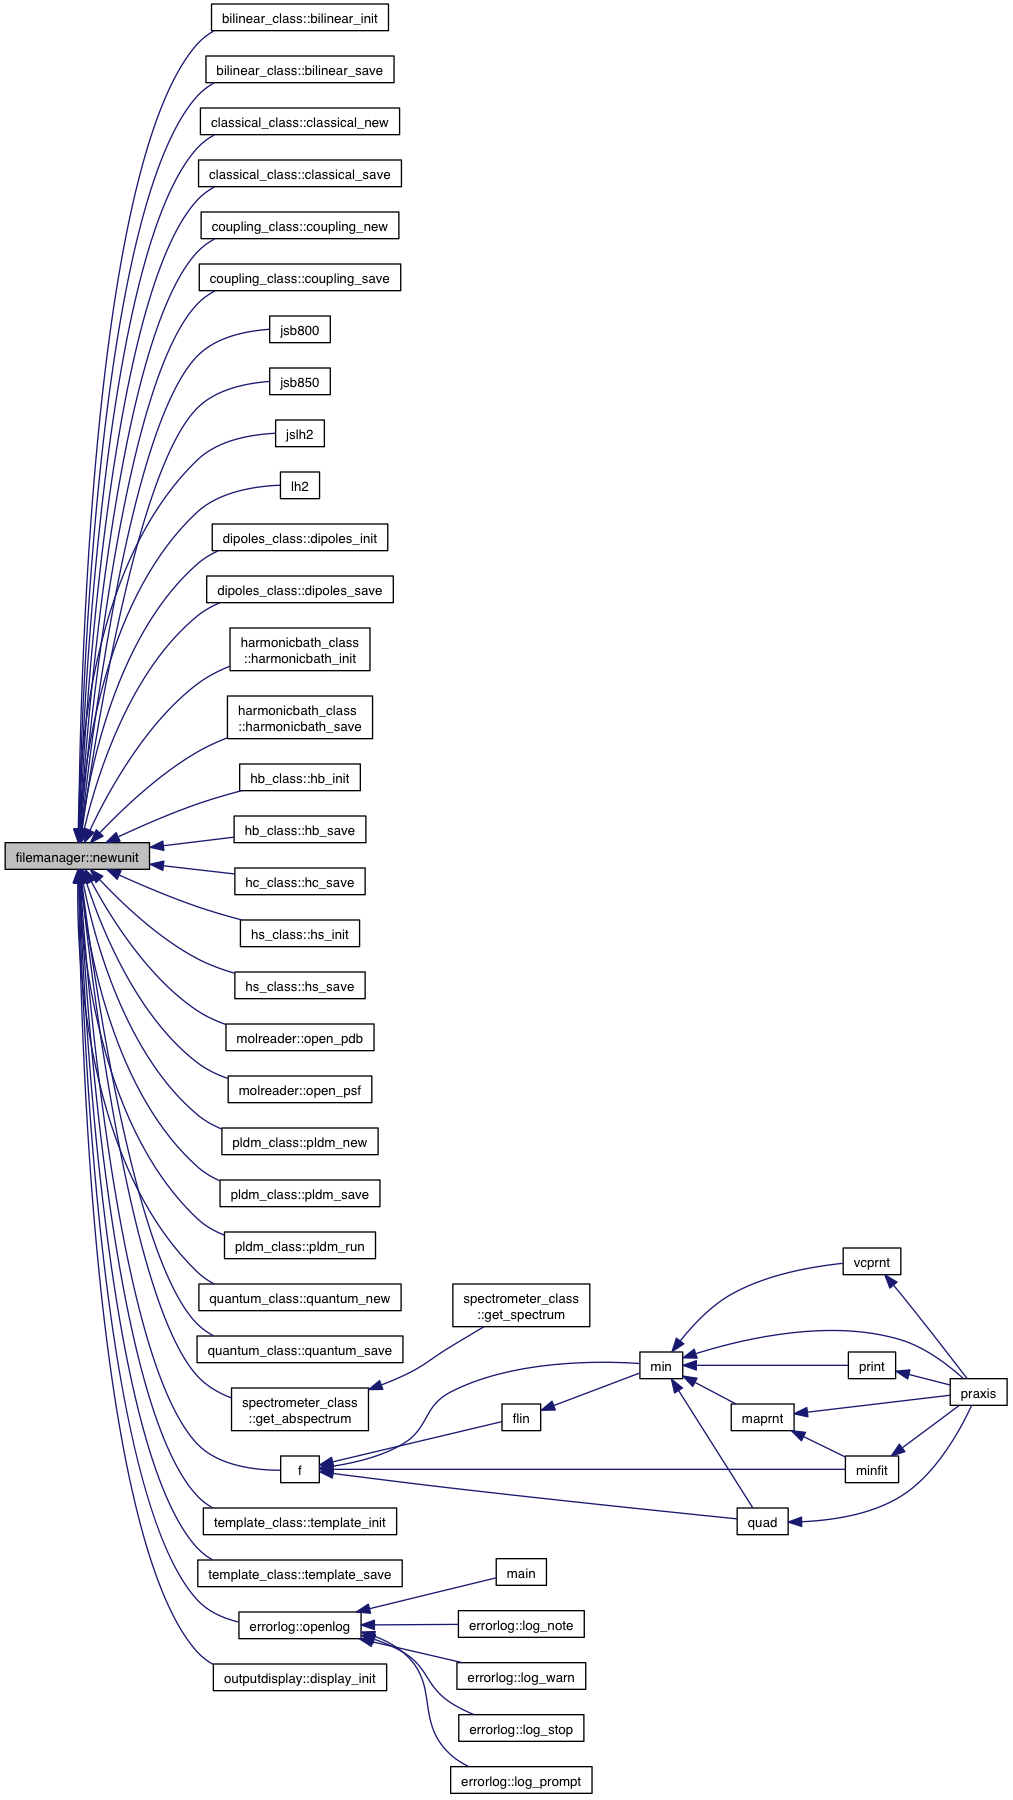 bilinear_class::bilinear_init
bilinear_class::bilinear_save
classical_class::classical_new
classical_class::classical_save
coupling_class::coupling_new
coupling_class::coupling_save
jsb800
jsb850
jslh2
lh2
dipoles_class::dipoles_init
dipoles_class::dipoles_save
harmonicbath_class
::harmonicbath_init
harmonicbath_class
::harmonicbath_save
hb_class::hb_init
hb_class::hb_save
filemanager::newunit
hc_class::hc_save
hs_class::hs_init
hs_class::hs_save
molreader::open_pdb
molreader::open_psf
pldm_class::pldm_new
pldm_class::pldm_save
pldm_class::pldm_run
quantum_class::quantum_new
quantum_class::quantum_save
spectrometer_class
::get_abspectrum
spectrometer_class
::get_spectrum
f
flin
min
vcprnt
print
maprnt
minfit
quad
praxis
template_class::template_init
template_class::template_save
errorlog::openlog
main
errorlog::log_note
errorlog::log_warn
errorlog::log_stop
errorlog::log_prompt
outputdisplay::display_init